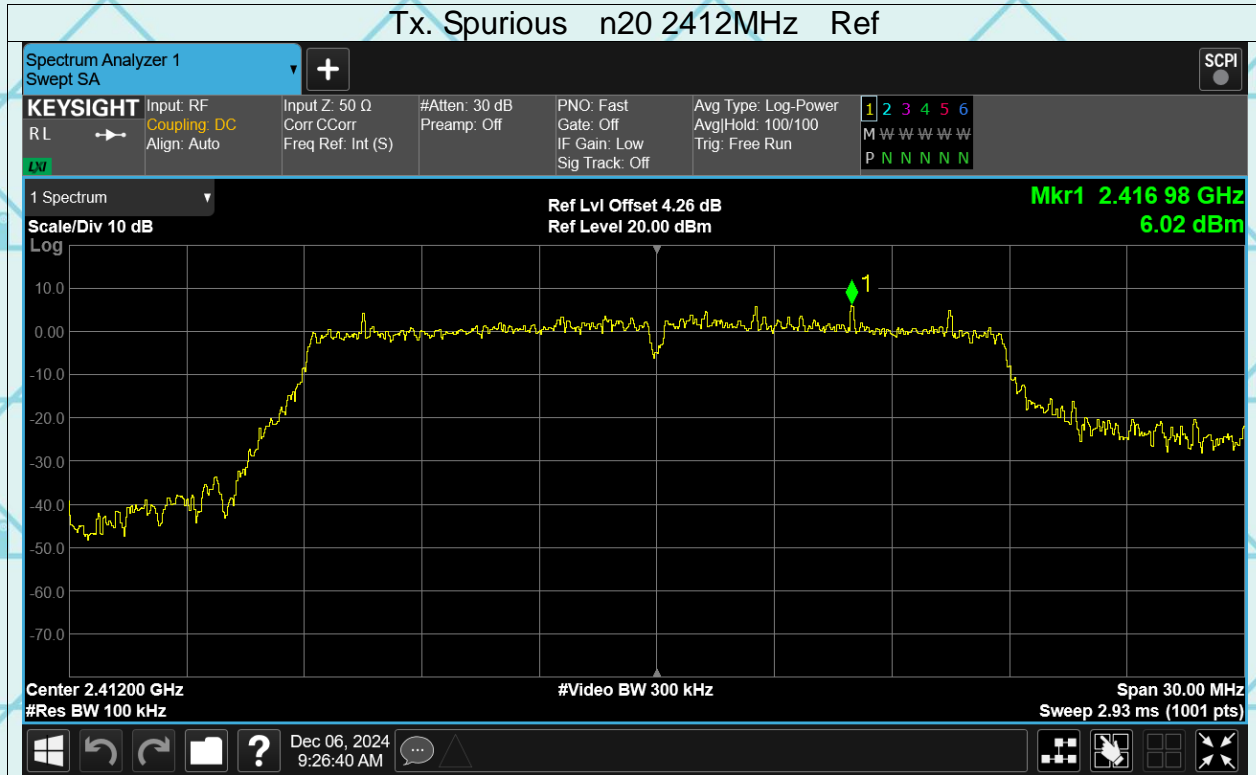 Tx. Spurious n20 2412MHz Ref
Spectrum Analyzer 1
Swept SA
SCPI
KEYSIGHT
RL
LXI
Input: RF
Coupling: DC
Align: Auto
Input Z: 50 Ω
Corr CCorr
Freq Ref: Int (S)
#Atten: 30 dB
Preamp: Off
PNO: Fast
Gate: Off
IF Gain: Low
Sig Track: Off
Avg Type: Log-Power
Avg|Hold: 100/100
Trig: Free Run
1 2 3 4 5 6
M W W W W W
P N N N N N
1 Spectrum
Scale/Div 10 dB
Log
Ref Lvl Offset 4.26 dB
Ref Level 20.00 dBm
Mkr1 2.416 98 GHz
6.02 dBm
1
10.0
0.00
-10.0
-20.0
-30.0
-40.0
-50.0
-60.0
-70.0
Center 2.41200 GHz
#Res BW 100 kHz
#Video BW 300 kHz
Span 30.00 MHz
Sweep 2.93 ms (1001 pts)
?
Dec 06, 2024
9:26:40 AM